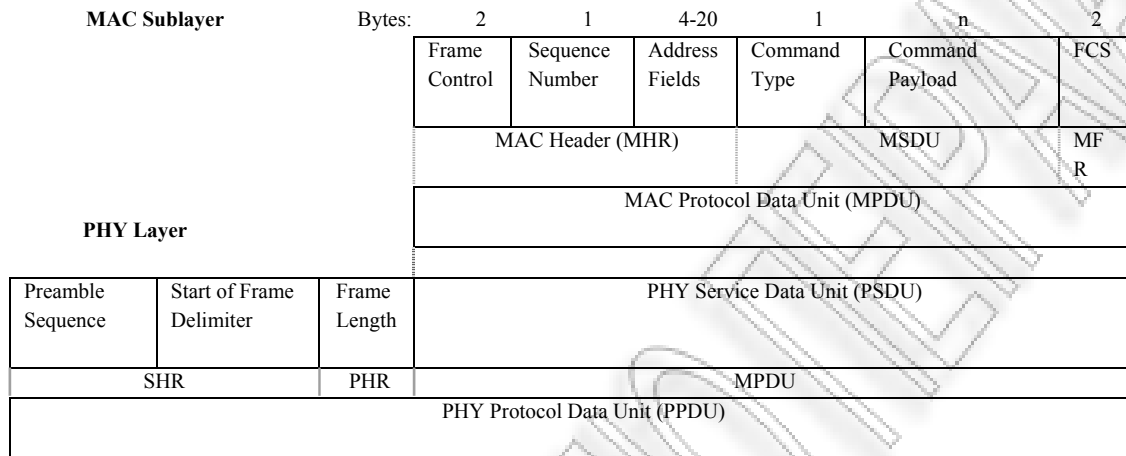 MAC Sublayer Bytes: 2 1 4-20 1 n 2
Frame Control Sequence Number Address Fields Command Type Command Payload FCS
MAC Header (MHR) MSDU MF
R
MAC Protocol Data Unit (MPDU)
PHY Layer
Preamble Sequence Start of Frame Delimiter Frame Length PHY Service Data Unit (PSDU)
SHR PHR MPDU
PHY Protocol Data Unit (PPDU)